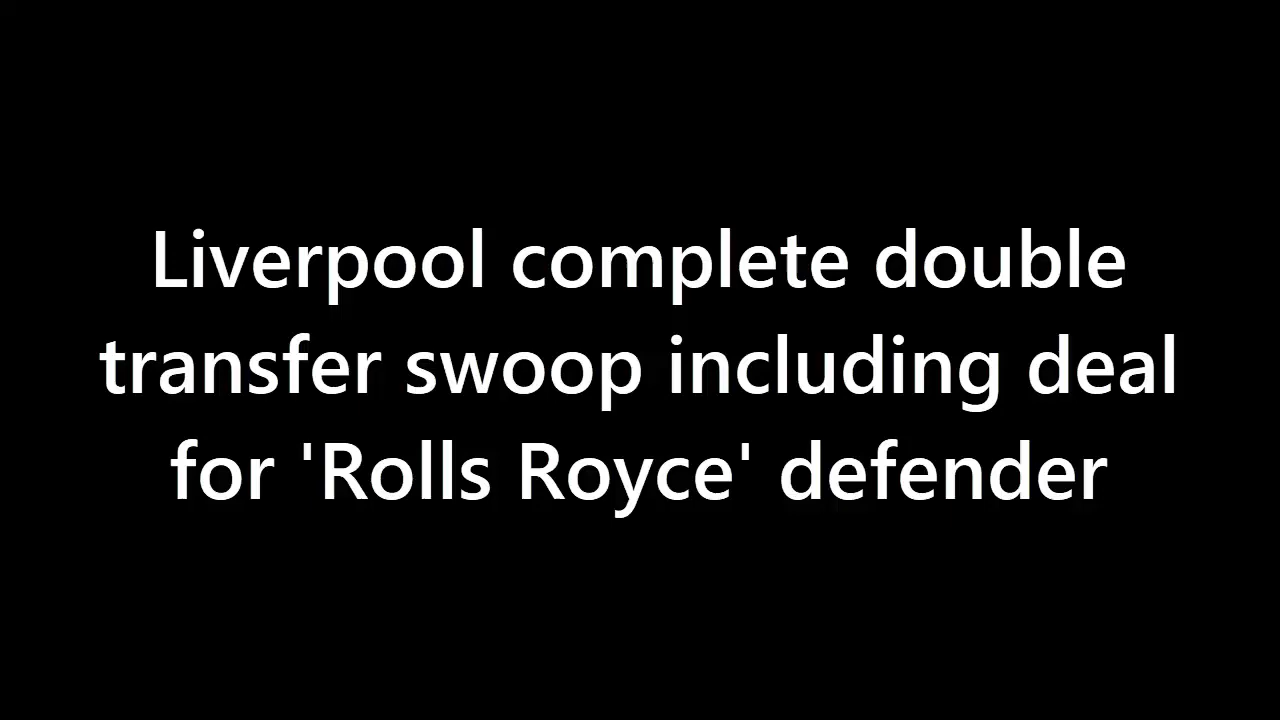 Liverpool complete double
transfer swoop including deal
for 'Rolls Royce' defender